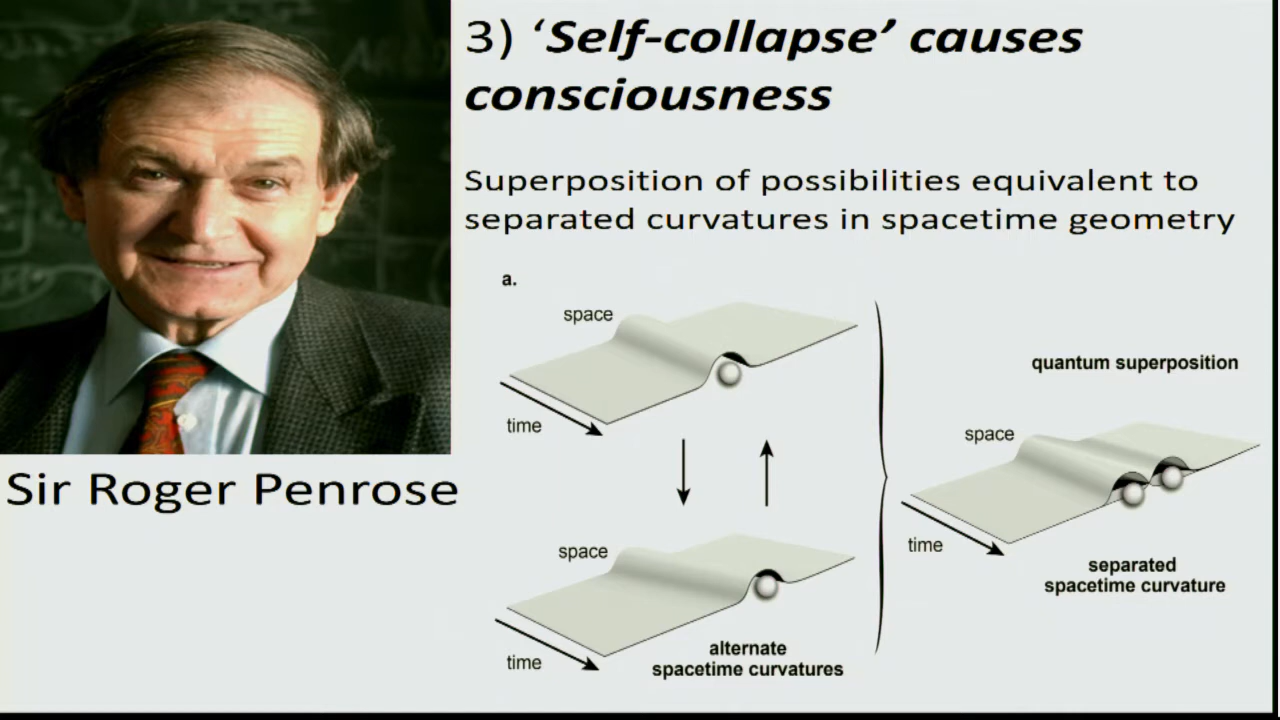 3) ‘Self-collapse’ causes
consciousness
Superposition of possibilities equivalent to
separated curvatures in spacetime geometry
Sir Roger Penrose
a.
space
time
space
time
alternate
spacetime curvatures
quantum superposition
space
time
separated
spacetime curvature